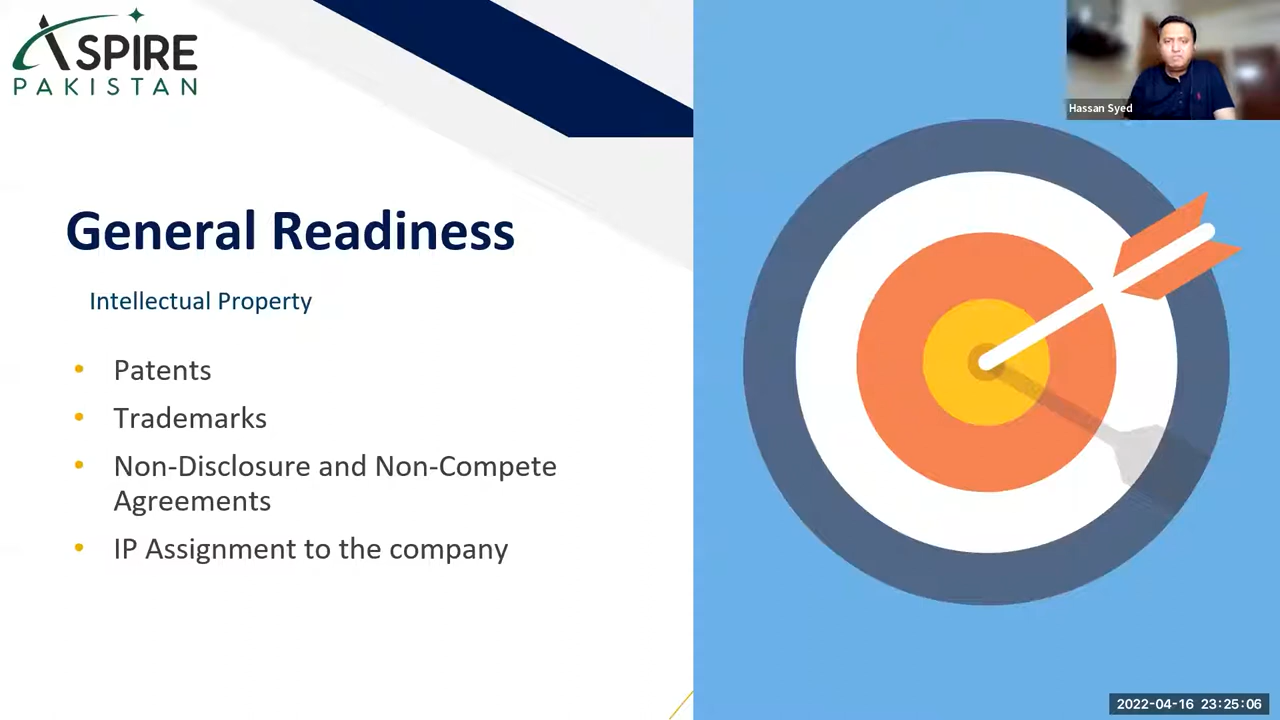 ASPIRE
PAKISTAN
Hassan Syed
General Readiness
Intellectual Property
• Patents
• Trademarks
• Non-Disclosure and Non-Compete
Agreements
• IP Assignment to the company
2022-04-16 23:25:06